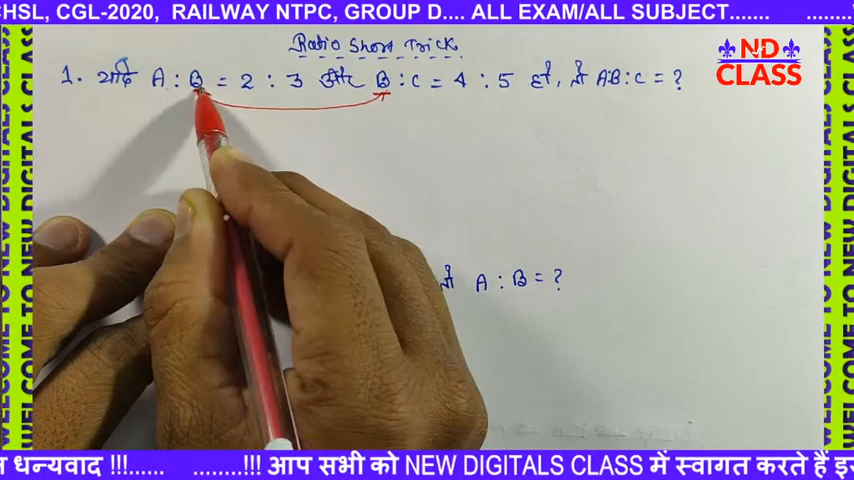 CHSL, CGL-2020, RAILWAY NTPC, GROUP D.... ALL EXAM/ALL SUBJECT.......
Ratio Short Trick
ND
CLASS
1. यदि A : B = 2 : 3 और B : C = 4 : 5 हो, तो A:B:C = ?
तो A : B = ?
WELCOME TO NEW DIGITALS CLASS
धन्यवाद !!!...... ........!!! आप सभी को NEW DIGITALS CLASS में स्वागत करते हैं